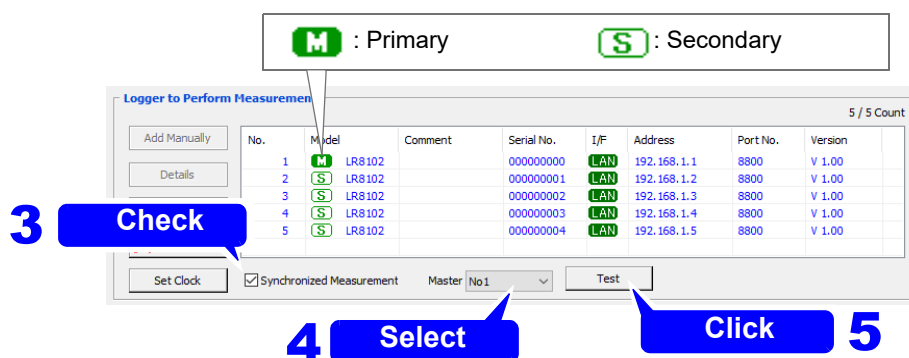 M : Primary S : Secondary
Logger to Perform Measuremen
5 / 5 Count
Add Manually
Details
No. Model Comment Serial No. I/F Address Port No. Version
1 M LR8102 000000000 LAN 192.168.1.1 8800 V 1.00
2 S LR8102 000000001 LAN 192.168.1.2 8800 V 1.00
3 S LR8102 000000002 LAN 192.168.1.3 8800 V 1.00
4 S LR8102 000000003 LAN 192.168.1.4 8800 V 1.00
5 S LR8102 000000004 LAN 192.168.1.5 8800 V 1.00
3 Check
Set Clock Synchronized Measurement Master No1 Test
4 Select
Click 5